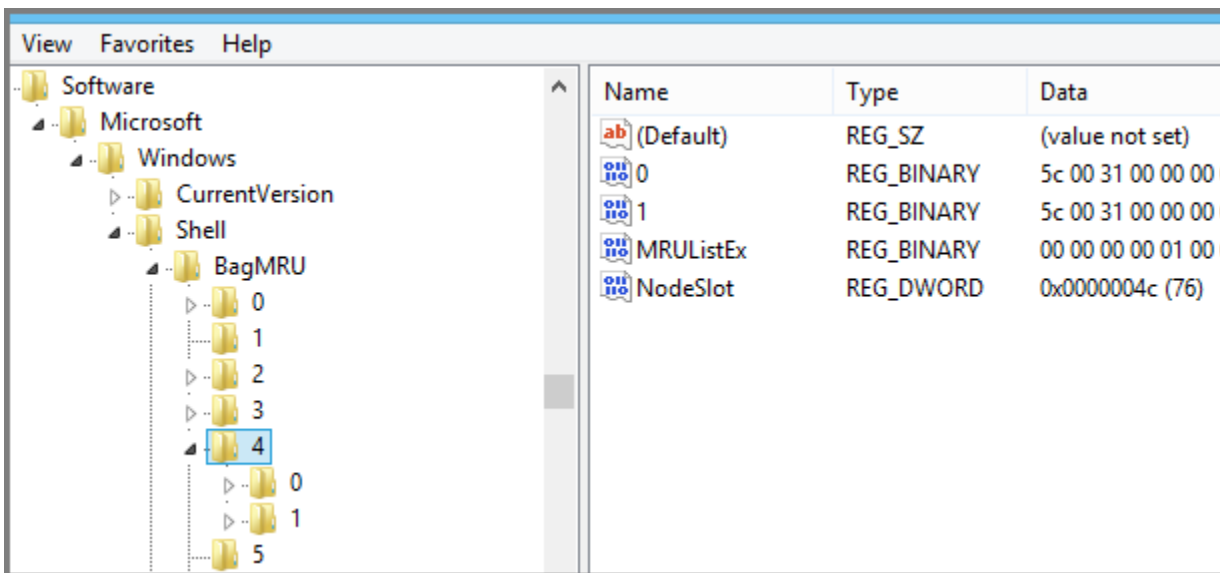 View Favorites Help
Software
Microsoft
Windows
CurrentVersion
Shell
BagMRU
0
1
2
3
4
0
1
5
Name Type Data
(Default) REG_SZ (value not set)
0 REG_BINARY 5c 00 31 00 00 00
1 REG_BINARY 5c 00 31 00 00 00
MRUListEx REG_BINARY 00 00 00 00 01 00
NodeSlot REG_DWORD 0x0000004c (76)